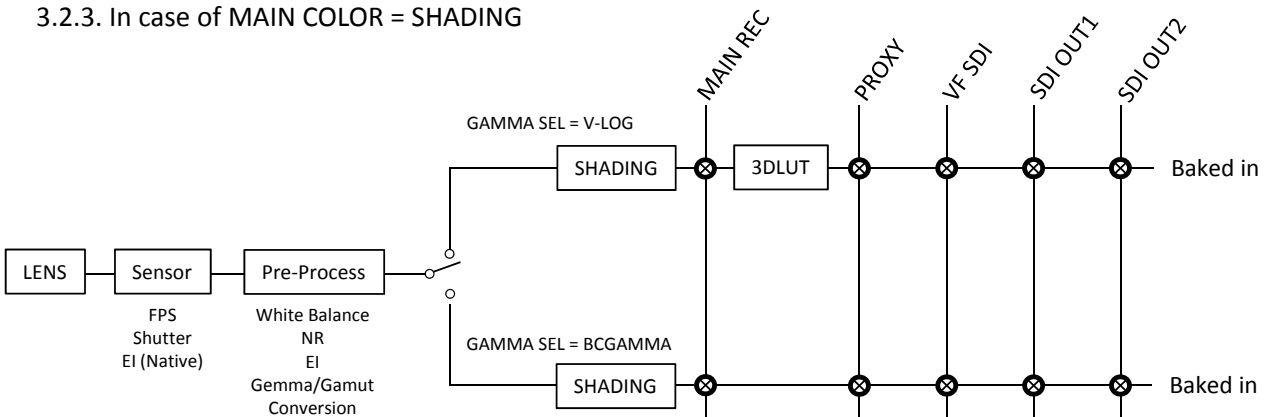 3.2.3. In case of MAIN COLOR = SHADING
MAIN REC
PROXY
VF SDI
SDI OUT1
SDI OUT2
GAMMA SEL = V-LOG
SHADING
3DLUT
Baked in
LENS
Sensor
Pre-Process
FPS
Shutter
EI (Native)
White Balance
NR
EI
Gemma/Gamut
Conversion
GAMMA SEL = BCGAMMA
SHADING
Baked in